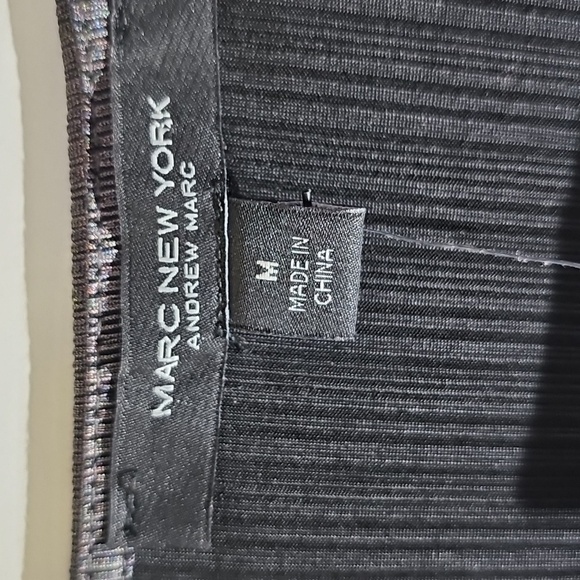 MARC NEW YORK
ANDREW MARC
M
MADE IN
CHINA